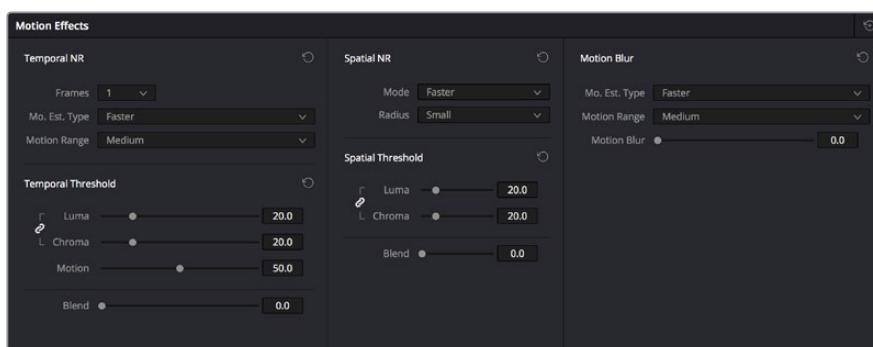 Motion Effects
Temporal NR
Frames 1
Mo. Est. Type Faster
Motion Range Medium
Temporal Threshold
Luma 20.0
Chroma 20.0
Motion 50.0
Blend 0.0
Spatial NR
Mode Faster
Radius Small
Spatial Threshold
Luma 20.0
Chroma 20.0
Blend 0.0
Motion Blur
Mo. Est. Type Faster
Motion Range Medium
Motion Blur 0.0